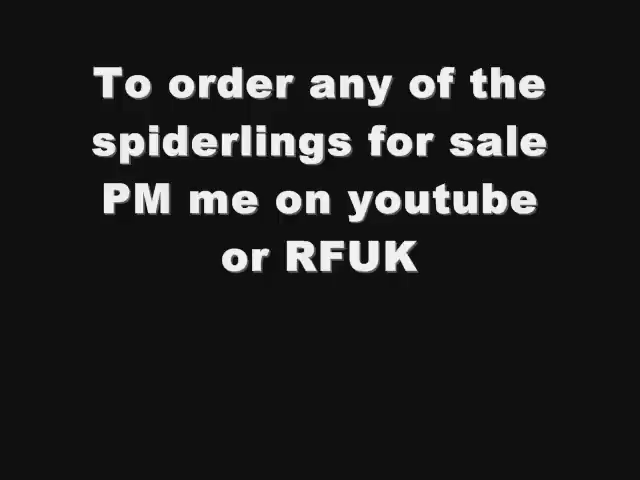 To order any of the
spiderlings for sale
PM me on youtube
or RFUK